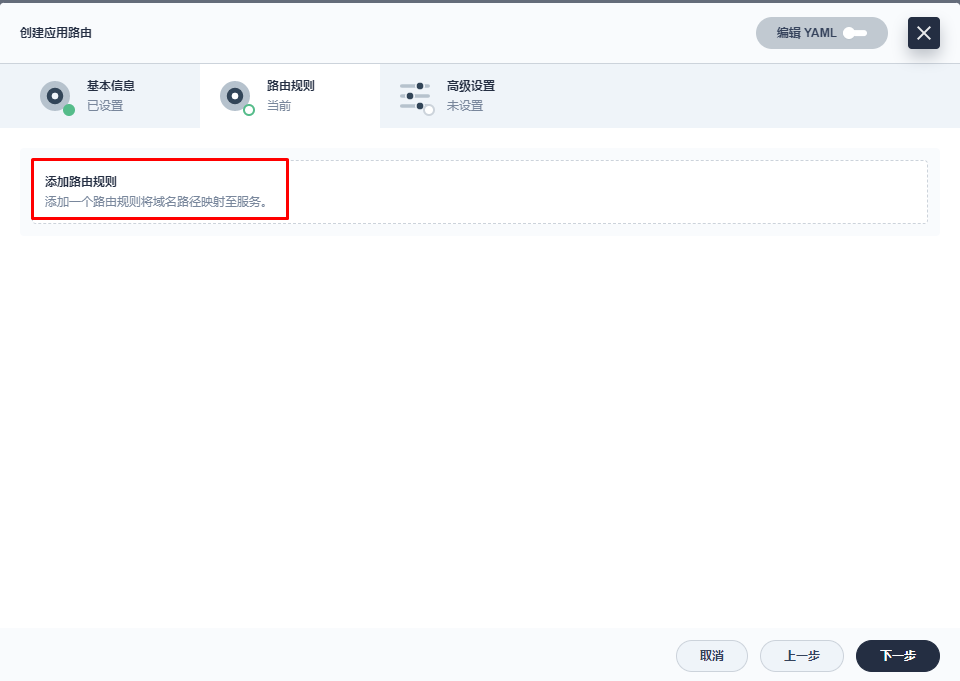 创建应用路由
编辑 YAML
基本信息
已设置
路由规则
当前
高级设置
未设置
添加路由规则
添加一个路由规则将域名路径映射至服务。
取消
上一步
下一步